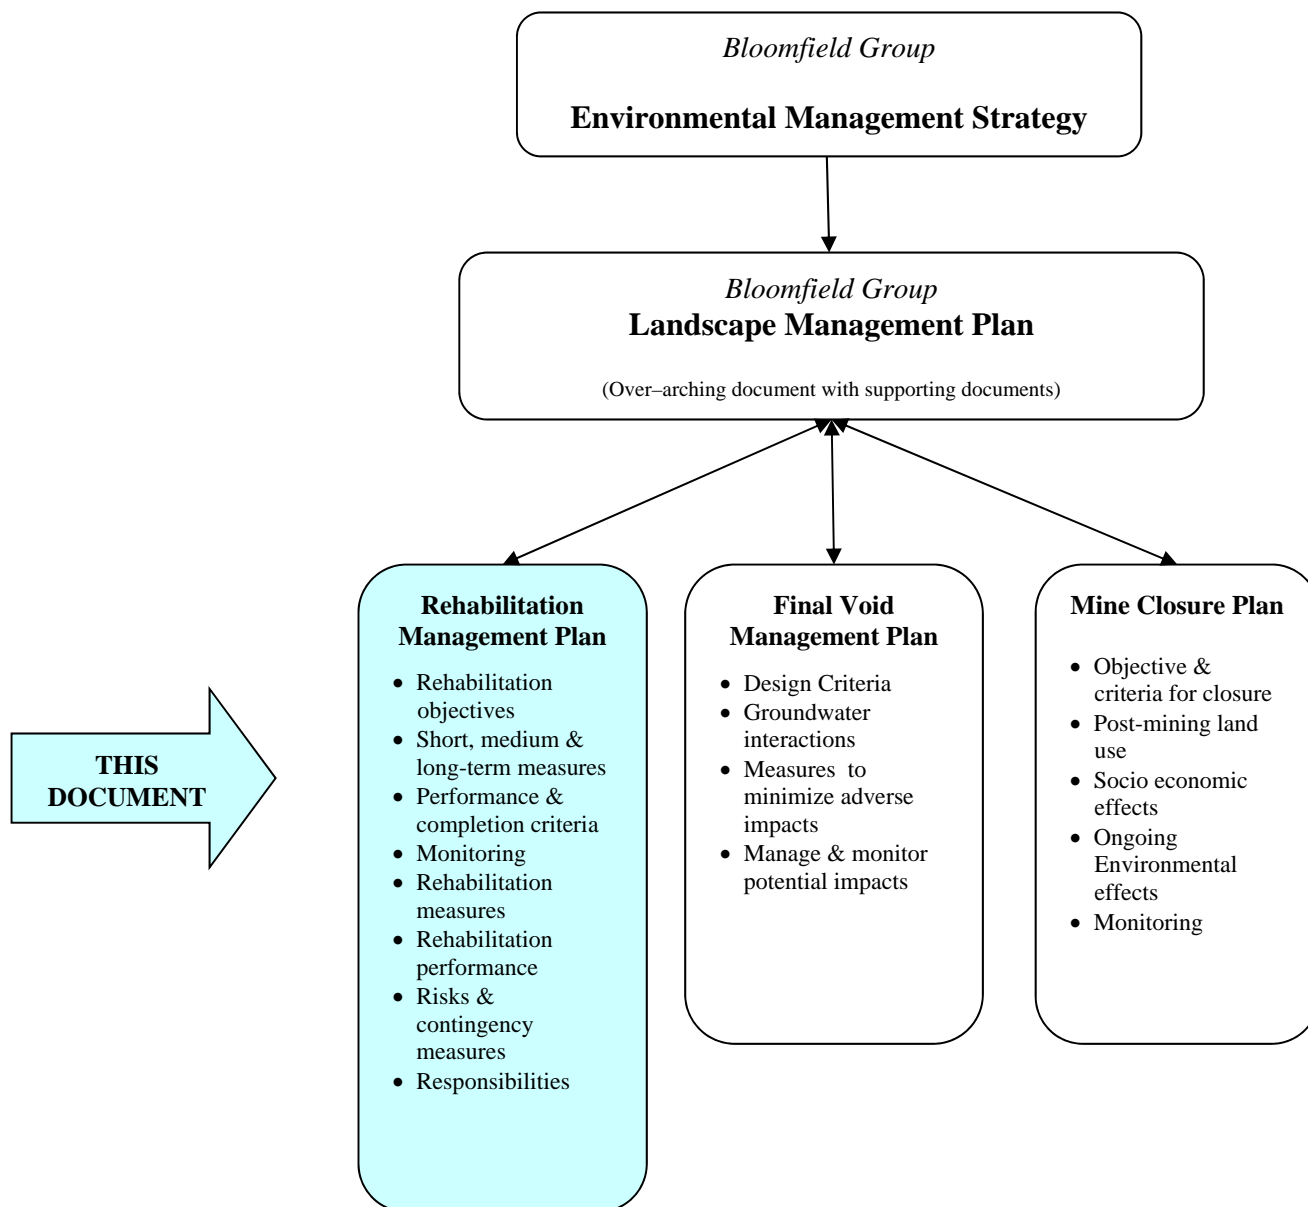 Bloomfield Group
Environmental Management Strategy
Bloomfield Group
Landscape Management Plan
(Over–arching document with supporting documents)
THIS
DOCUMENT
Rehabilitation
Management Plan
• Rehabilitation
objectives
• Short, medium &
long-term measures
• Performance &
completion criteria
• Monitoring
• Rehabilitation
measures
• Rehabilitation
performance
• Risks &
contingency
measures
• Responsibilities
Final Void
Management Plan
• Design Criteria
• Groundwater
interactions
• Measures to
minimize adverse
impacts
• Manage & monitor
potential impacts
Mine Closure Plan
• Objective &
criteria for closure
• Post-mining land
use
• Socio economic
effects
• Ongoing
Environmental
effects
• Monitoring